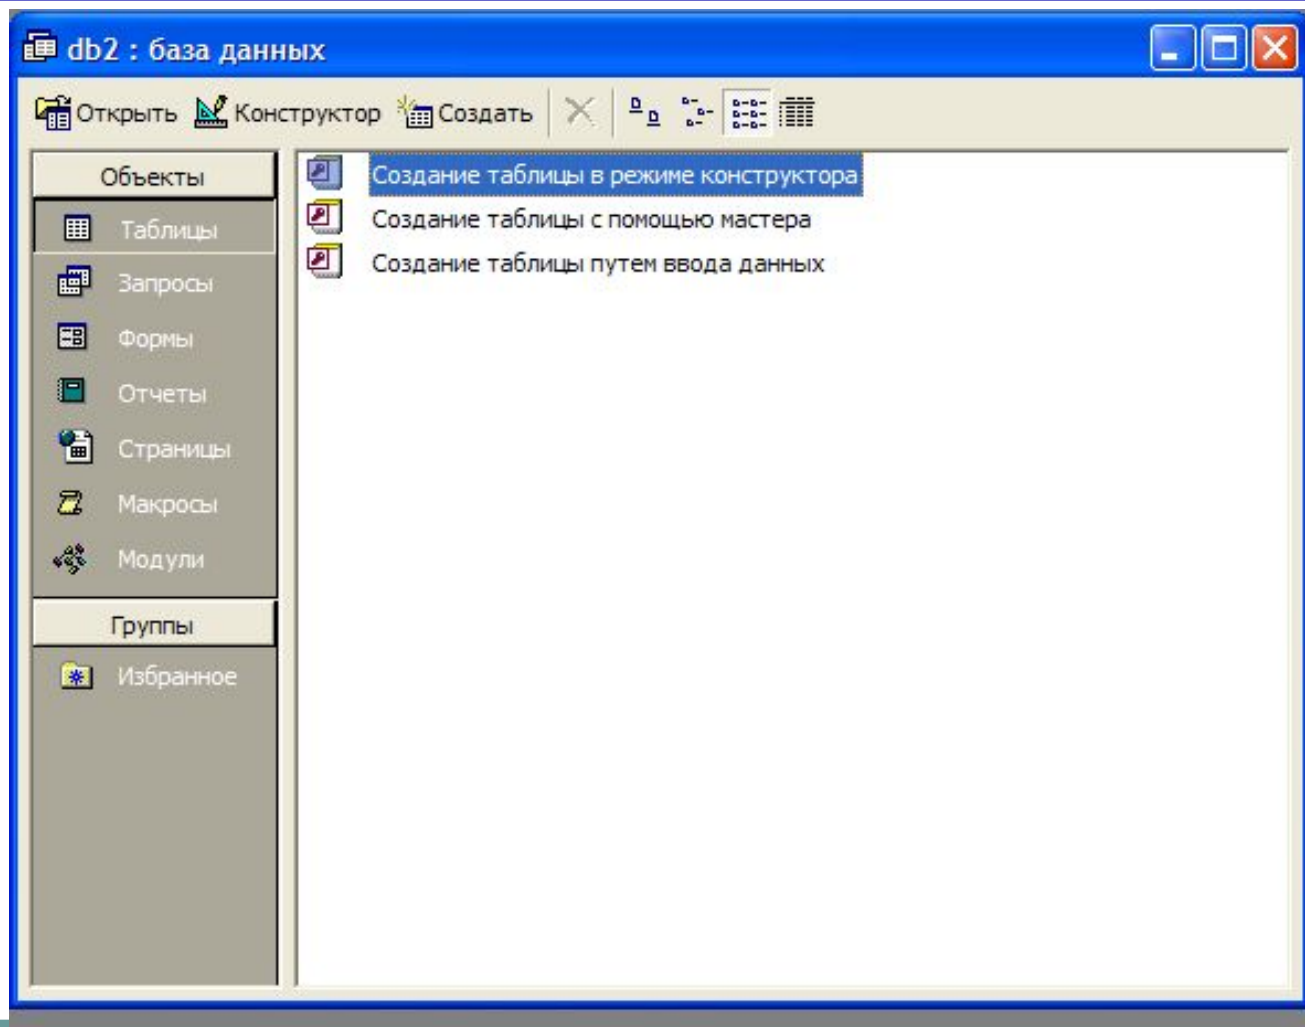 db2 : база данных
Открыть Конструктор Создать
Объекты
Таблицы
Запросы
Формы
Отчеты
Страницы
Макросы
Модули
Группы
Избранное
Создание таблицы в режиме конструктора
Создание таблицы с помощью мастера
Создание таблицы путем ввода данных